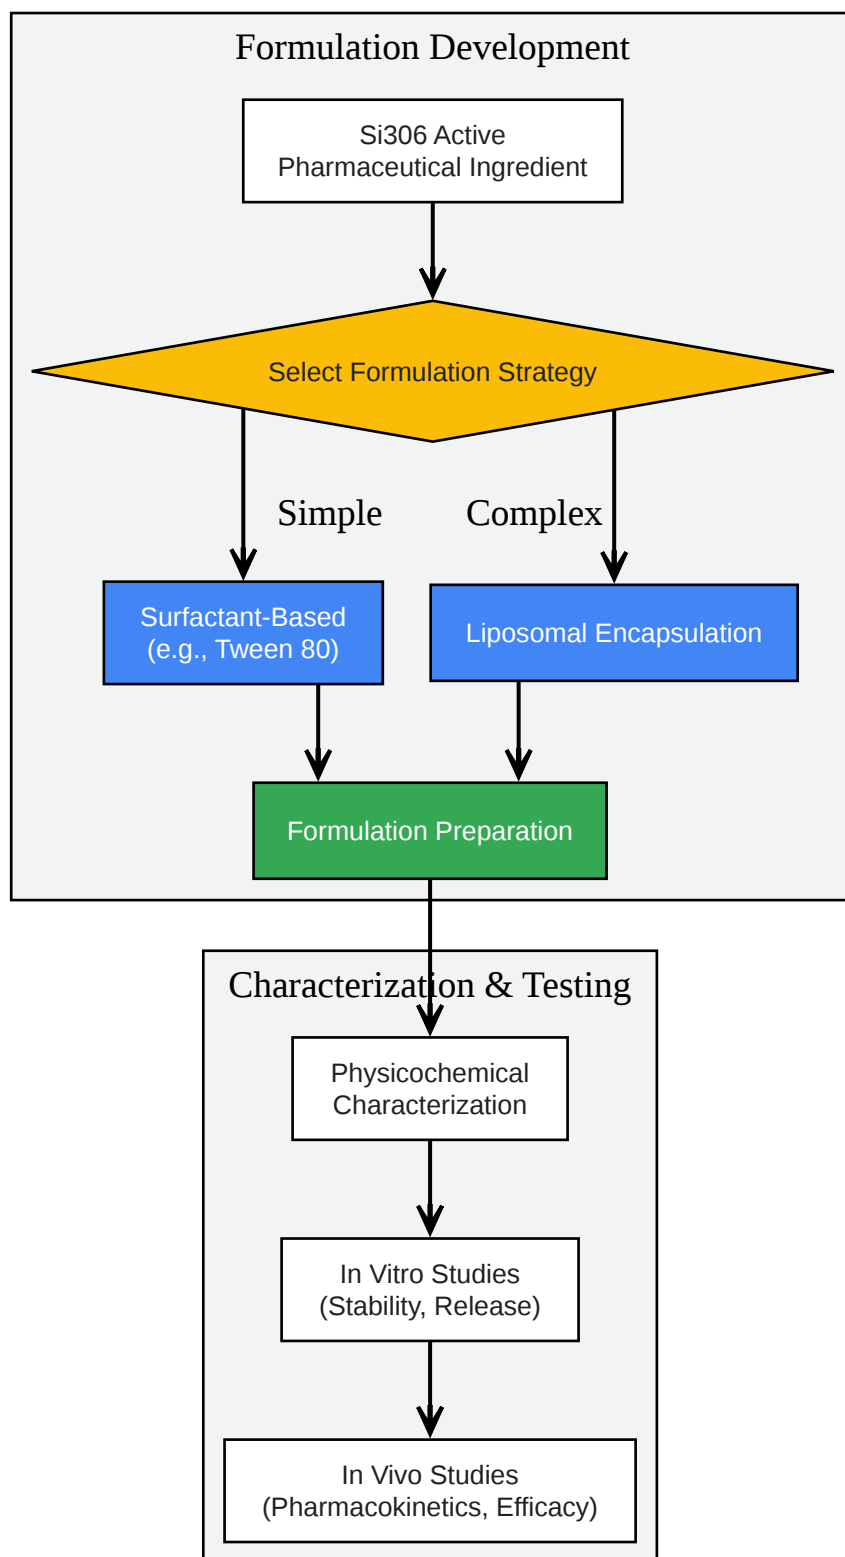 Formulation Development
Si306 Active
Pharmaceutical Ingredient
Select Formulation Strategy
Simple
Complex
Surfactant-Based
(e.g., Tween 80)
Liposomal Encapsulation
Formulation Preparation
Characterization & Testing
Physicochemical
Characterization
In Vitro Studies
(Stability, Release)
In Vivo Studies
(Pharmacokinetics, Efficacy)